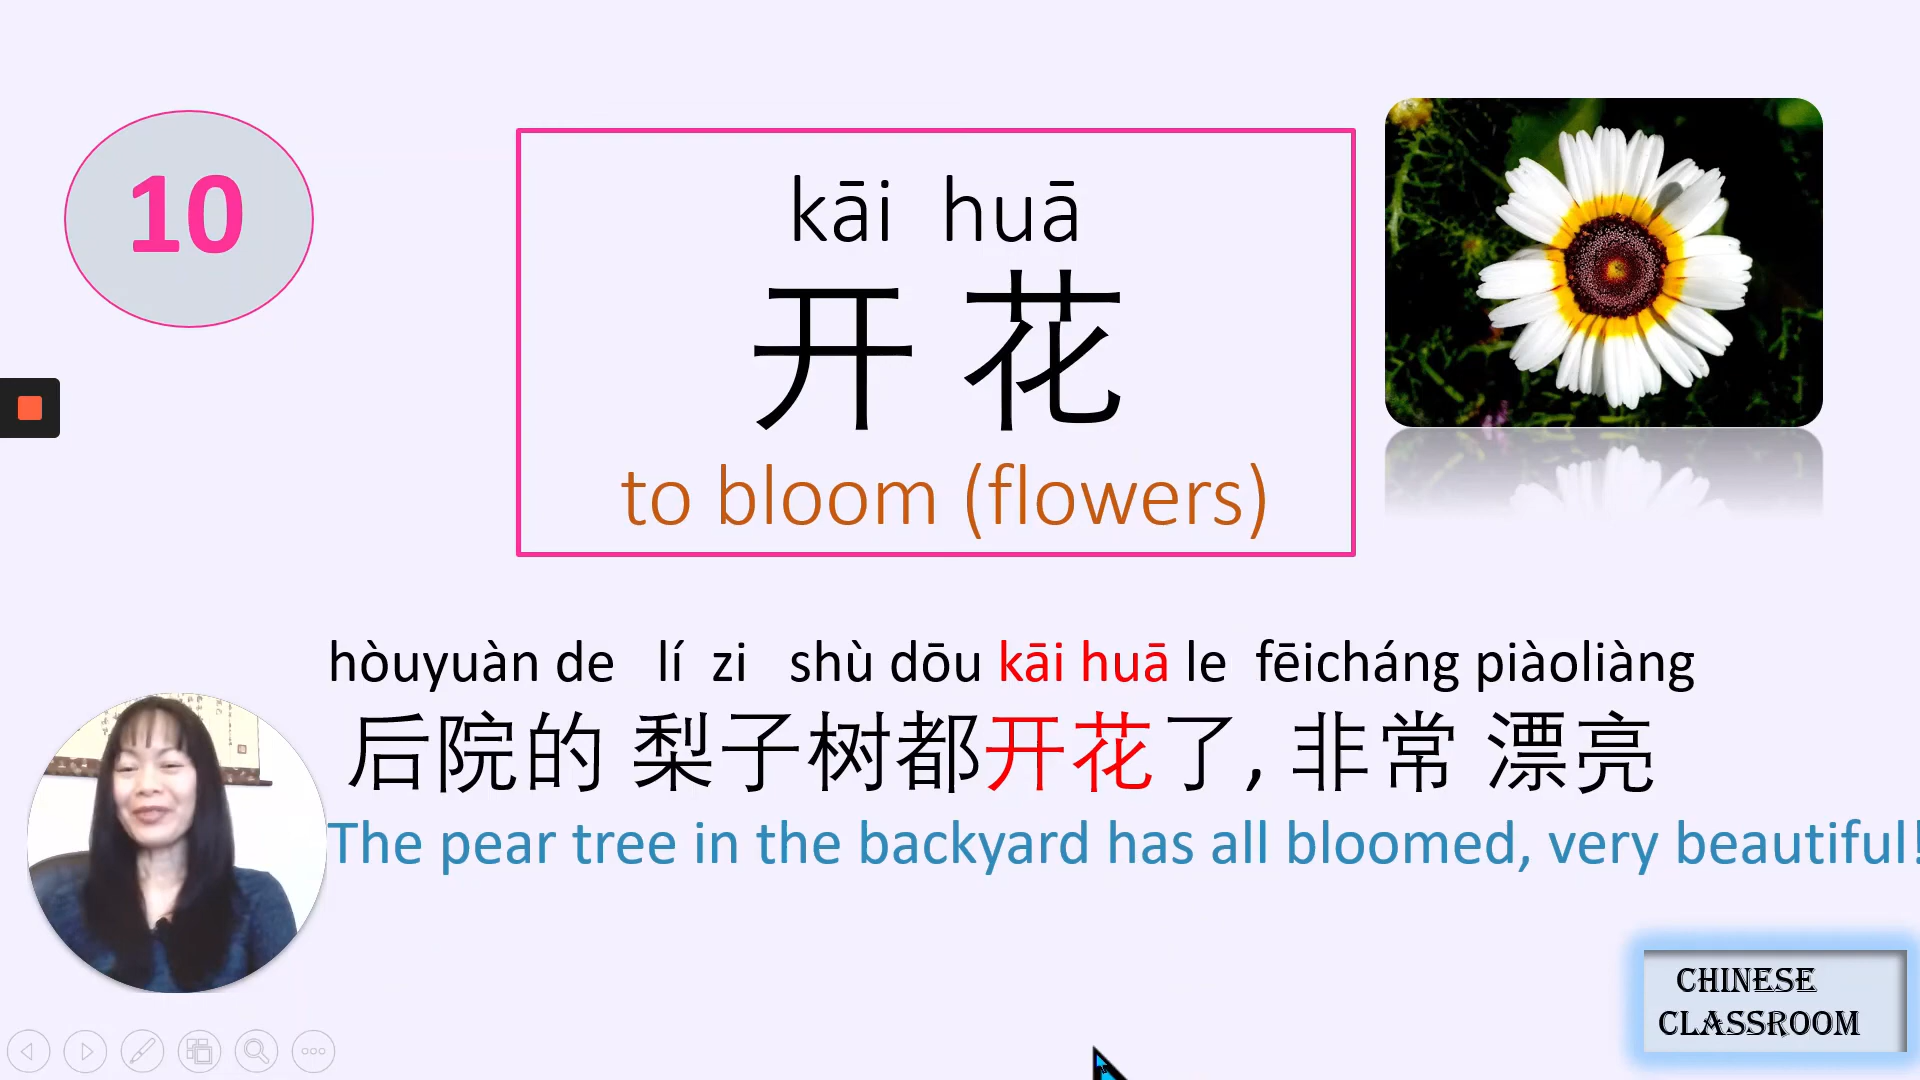 10
kāi huā
开 花
to bloom (flowers)
hòuyuàn de lí zi shù dōu kāi huā le fēicháng piàoliàng
后院的 梨子树都开花了, 非常 漂亮
The pear tree in the backyard has all bloomed, very beautiful!
CHINESE
CLASSROOM